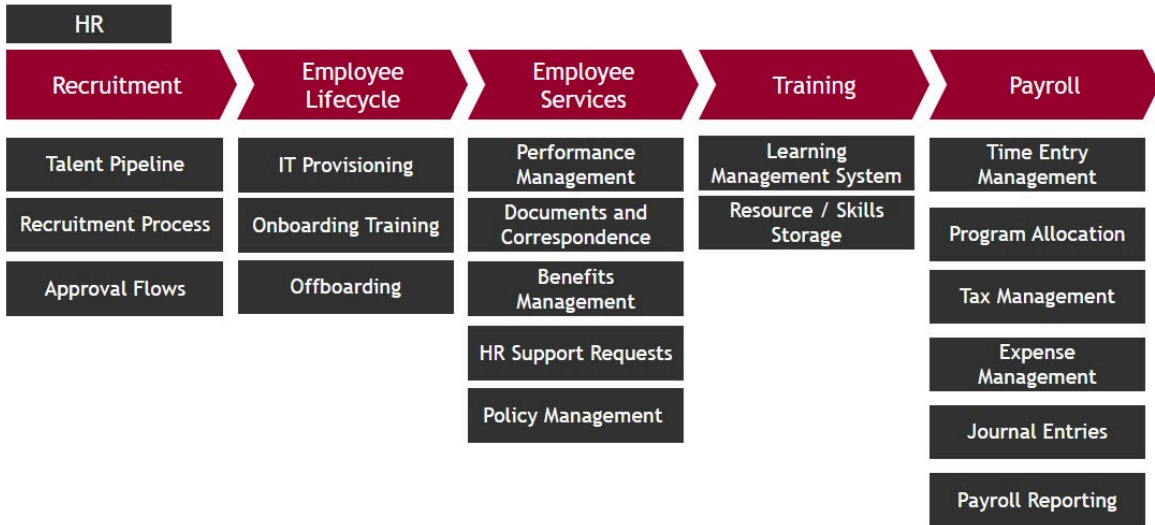 HR
Recruitment
Employee
Lifecycle
Employee
Services
Training
Payroll
Talent Pipeline
Recruitment Process
Approval Flows
IT Provisioning
Onboarding Training
Offboarding
Performance
Management
Documents and
Correspondence
Benefits
Management
HR Support Requests
Policy Management
Learning
Management System
Resource / Skills
Storage
Time Entry
Management
Program Allocation
Tax Management
Expense
Management
Journal Entries
Payroll Reporting